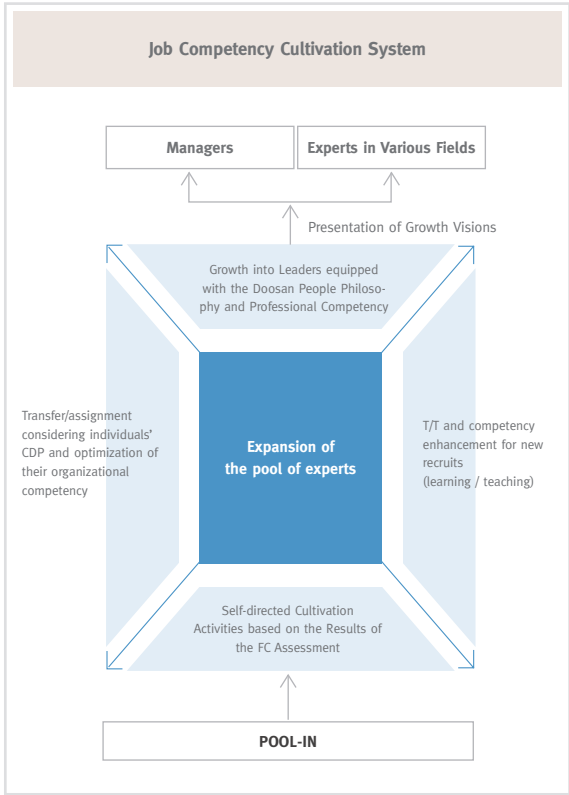 Job Competency Cultivation System
Managers
Experts in Various Fields
Presentation of Growth Visions
Growth into Leaders equipped
with the Doosan People Philoso-
phy and Professional Competency
Transfer/assignment
considering individuals'
CDP and optimization of
their organizational
competency
Expansion of
the pool of experts
T/T and competency
enhancement for new
recruits
(learning / teaching)
Self-directed Cultivation
Activities based on the Results of
the FC Assessment
POOL-IN